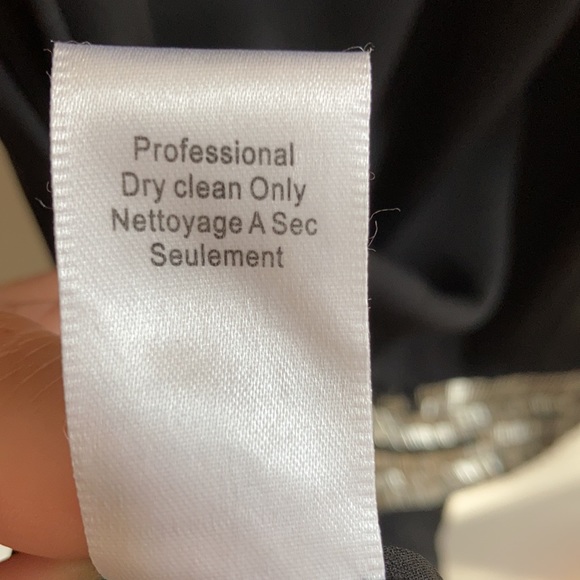 Professional
Dry clean Only
Nettoyage A Sec
Seulement